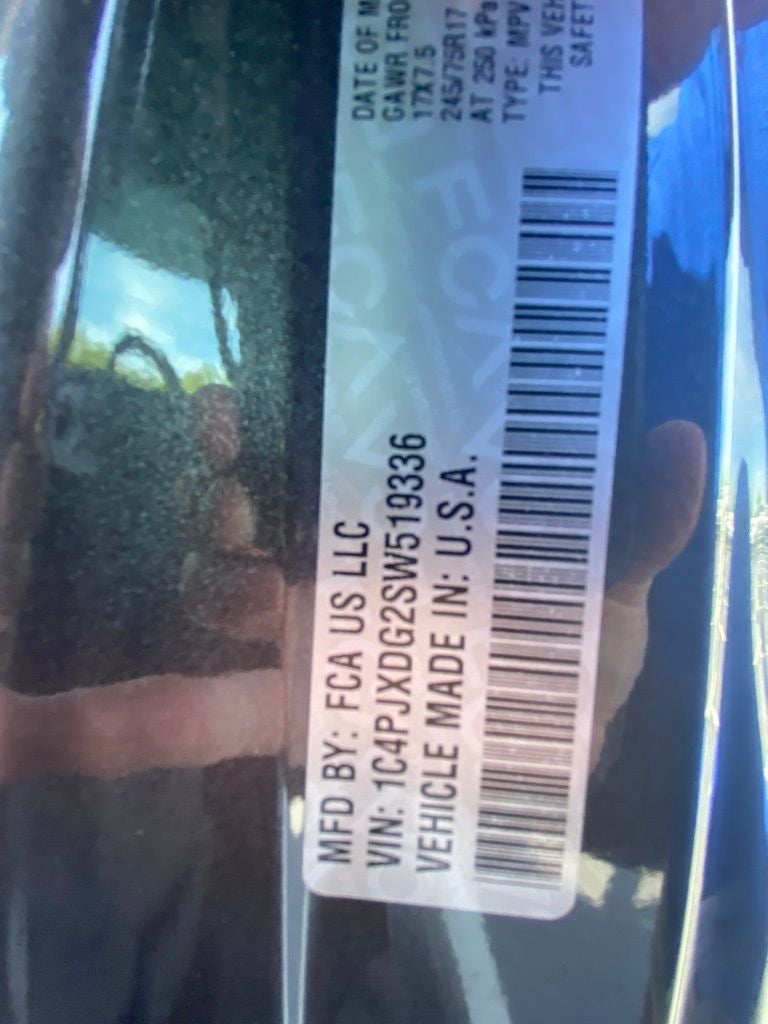 MFD BY: FCA US LLC
VIN: 1C4PJXDG2SW519336
VEHICLE MADE IN: U.S.A.
DATE OF M
GAWR FRO
17X7.5
245/75R17
AT 250 kPa
TYPE: MPV
THIS VEH
SAFET